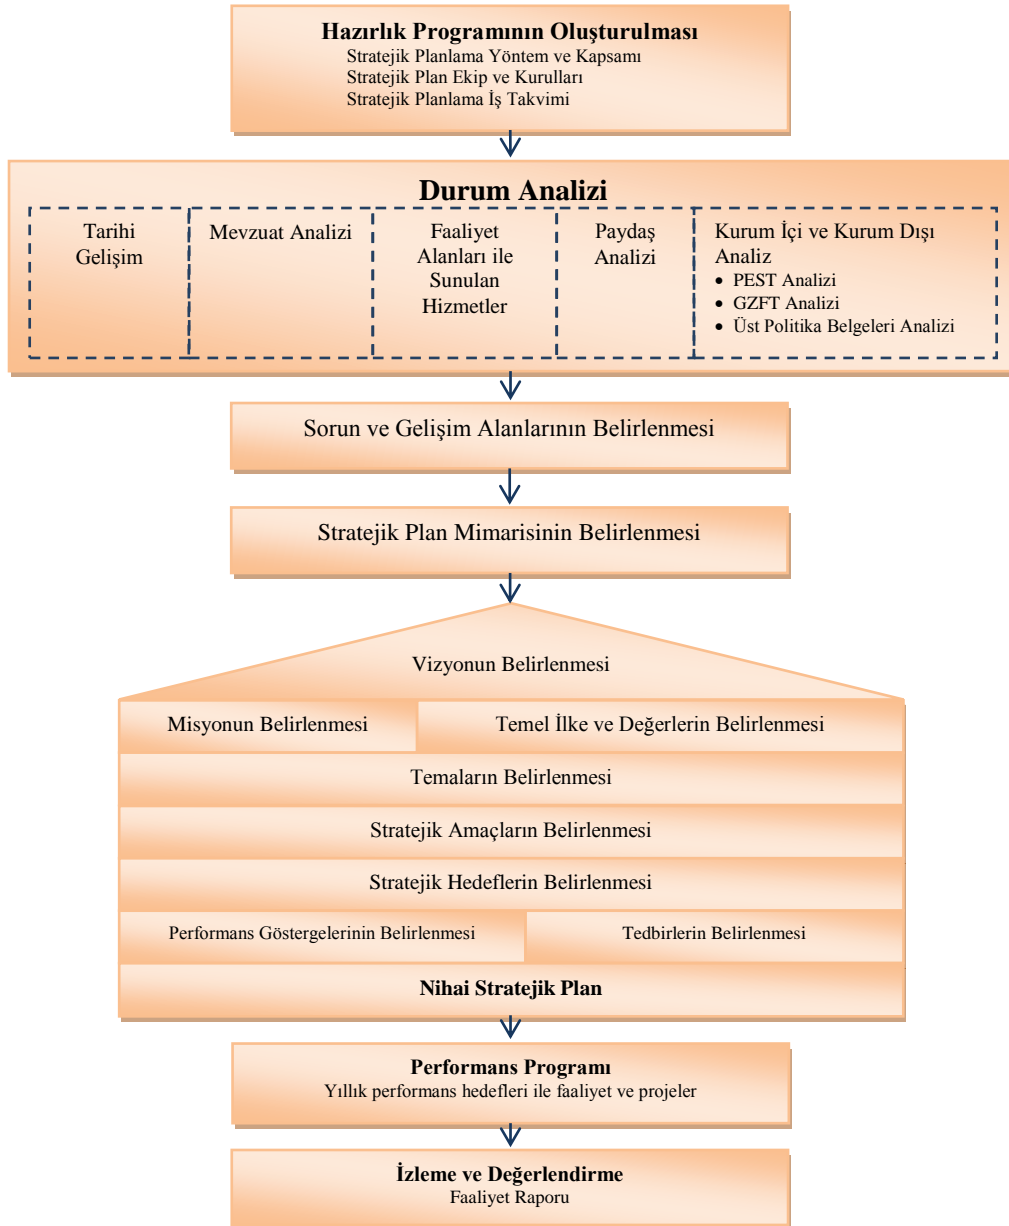 Hazırlık Programının Oluşturulması
Stratejik Planlama Yöntem ve Kapsamı
Stratejik Plan Ekip ve Kurulları
Stratejik Planlama İş Takvimi
Durum Analizi
Tarihi
Gelişim
Mevzuat Analizi
Faaliyet
Alanları ile
Sunulan
Hizmetler
Paydaş
Analizi
Kurum İçi ve Kurum Dışı
Analiz
• PEST Analizi
• GZFT Analizi
• Üst Politika Belgeleri Analizi
Sorun ve Gelişim Alanlarının Belirlenmesi
Stratejik Plan Mimarisinin Belirlenmesi
Vizyonun Belirlenmesi
Misyonun Belirlenmesi
Temel İlke ve Değerlerin Belirlenmesi
Temaların Belirlenmesi
Stratejik Amaçların Belirlenmesi
Stratejik Hedeflerin Belirlenmesi
Performans Göstergelerinin Belirlenmesi
Tedbirlerin Belirlenmesi
Nihai Stratejik Plan
Performans Programı
Yıllık performans hedefleri ile faaliyet ve projeler
İzleme ve Değerlendirme
Faaliyet Raporu